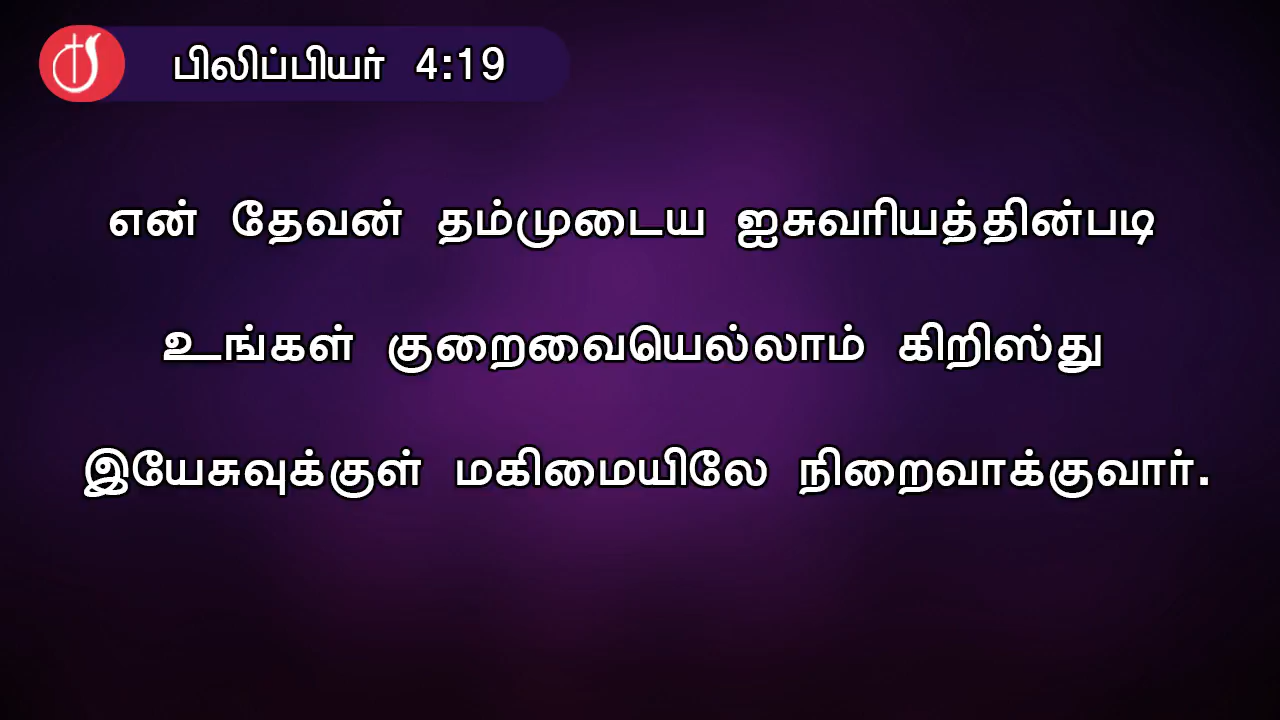 பிலிப்பியர் 4:19
என் தேவன் தம்முடைய ஐசுவரியத்தின்படி
உங்கள் குறைவையெல்லாம் கிறிஸ்து
இயேசுவுக்குள் மகிமையிலே நிறைவாக்குவார்.